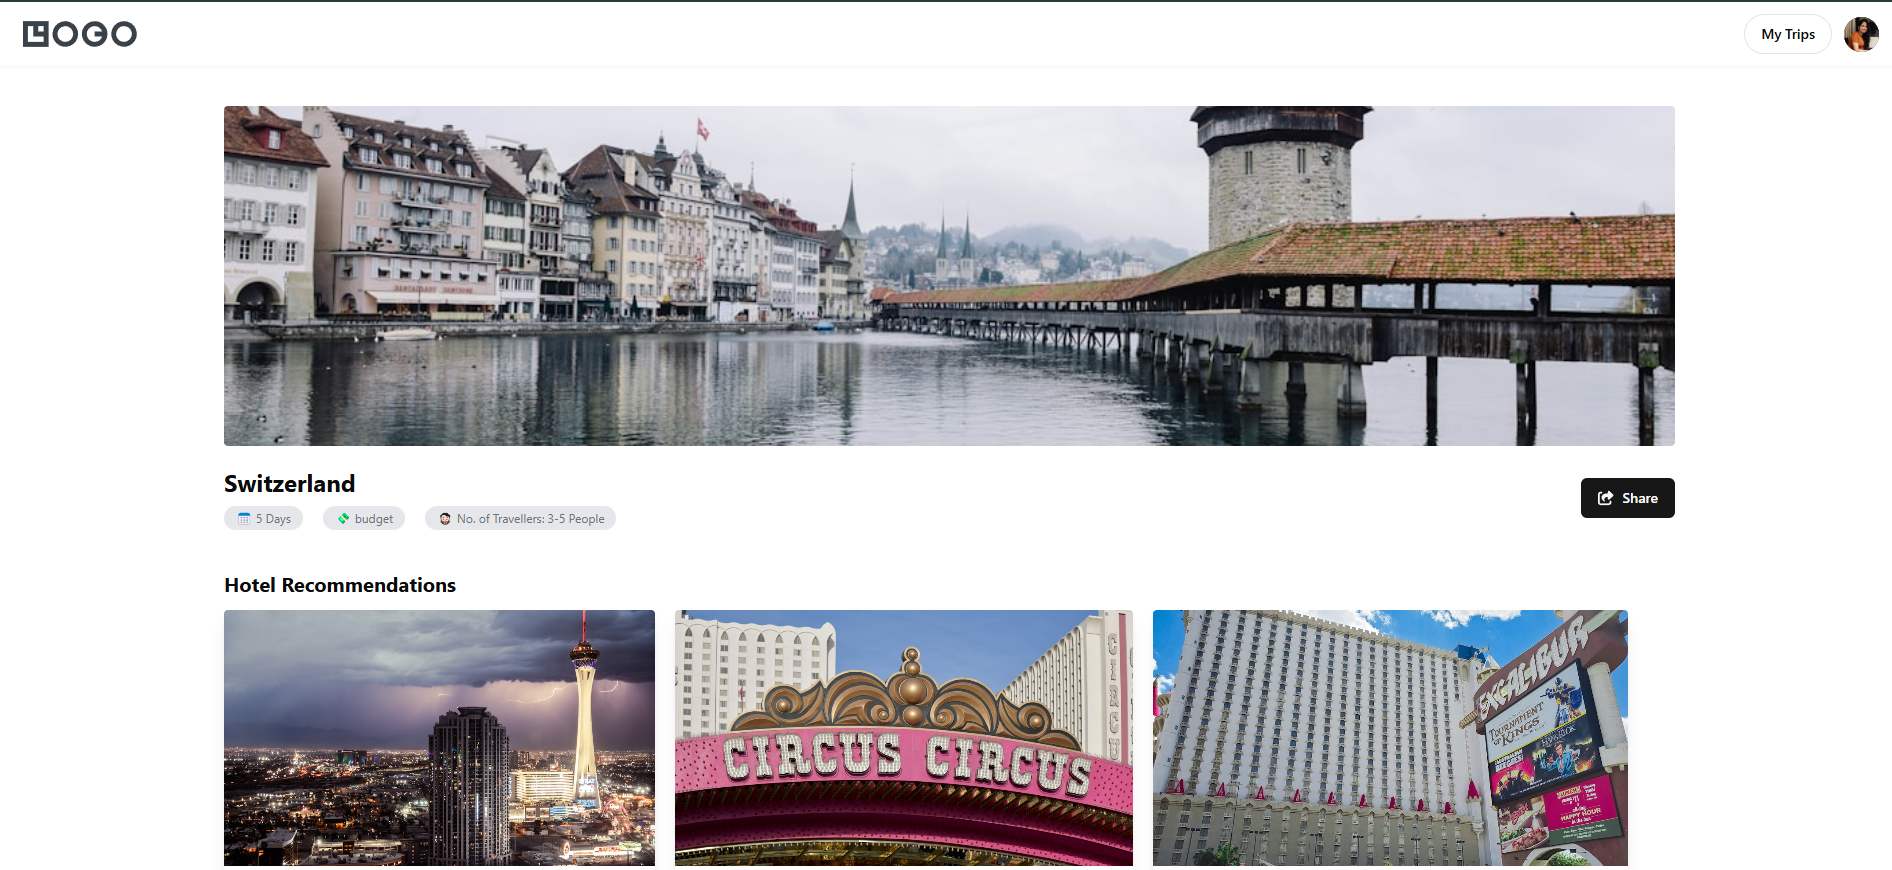 LOGO
My Trips
Switzerland
Share
5 Days
budget
No. of Travellers: 3-5 People
Hotel Recommendations
CIRCUS CIRCUS
CIRCU
EXCALIBUR
TOURNAMENT
OF KINGS
HAPPY HOUR